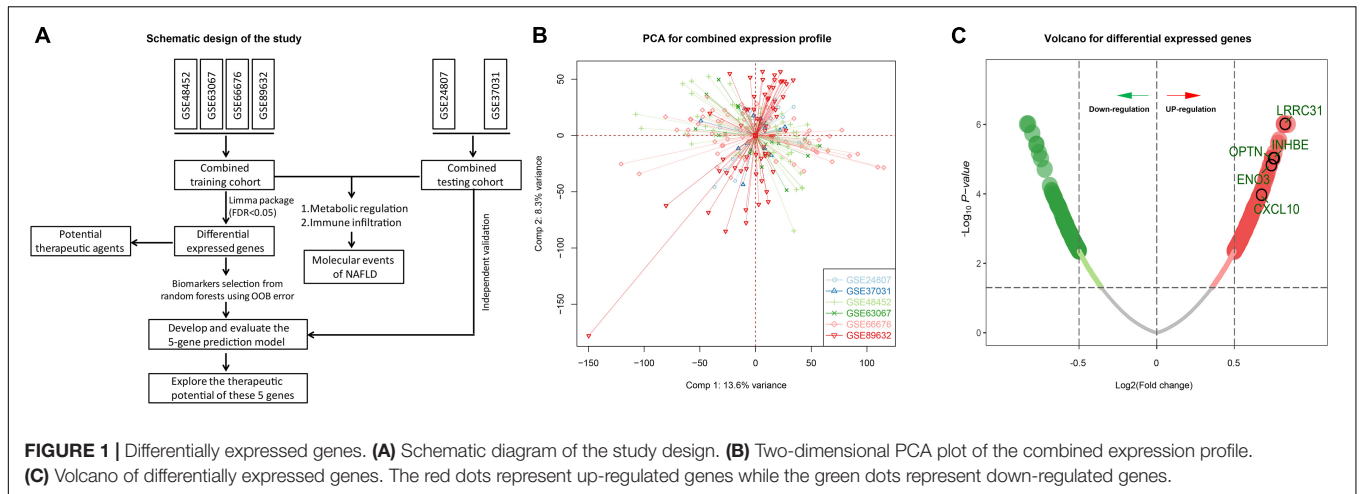 A
Schematic design of the study
GSE48452
GSE63067
GSE66676
GSE89632
GSE24807
GSE37031
Combined
training cohort
Combined
testing cohort
Limma package
(FDR<0.05)
1.Metabolic regulation
2.Immune infiltration
Potential
therapeutic agents
Differential
expressed genes
Molecular events
of NAFLD
Independent validation
Biomarkers selection from
random forests using OOB error
Develop and evaluate the
5-gene prediction model
Explore the therapeutic
potential of these 5 genes
B
PCA for combined expression profile
Comp 2: 8.3% variance
50
0
−50
−100
−150
GSE24807
GSE37031
GSE48452
GSE63067
GSE66676
GSE89632
−150
−100
−50
0
50
100
Comp 1: 13.6% variance
C
Volcano for differential expressed genes
-Log10 P-value
6
4
2
0
Down-regulation
UP-regulation
LRRC31
OPTN
INHBE
ENO3
CXCL10
-0.5
0
0.5
Log2(Fold change)
FIGURE 1 | Differentially expressed genes. (A) Schematic diagram of the study design. (B) Two-dimensional PCA plot of the combined expression profile.
(C) Volcano of differentially expressed genes. The red dots represent up-regulated genes while the green dots represent down-regulated genes.